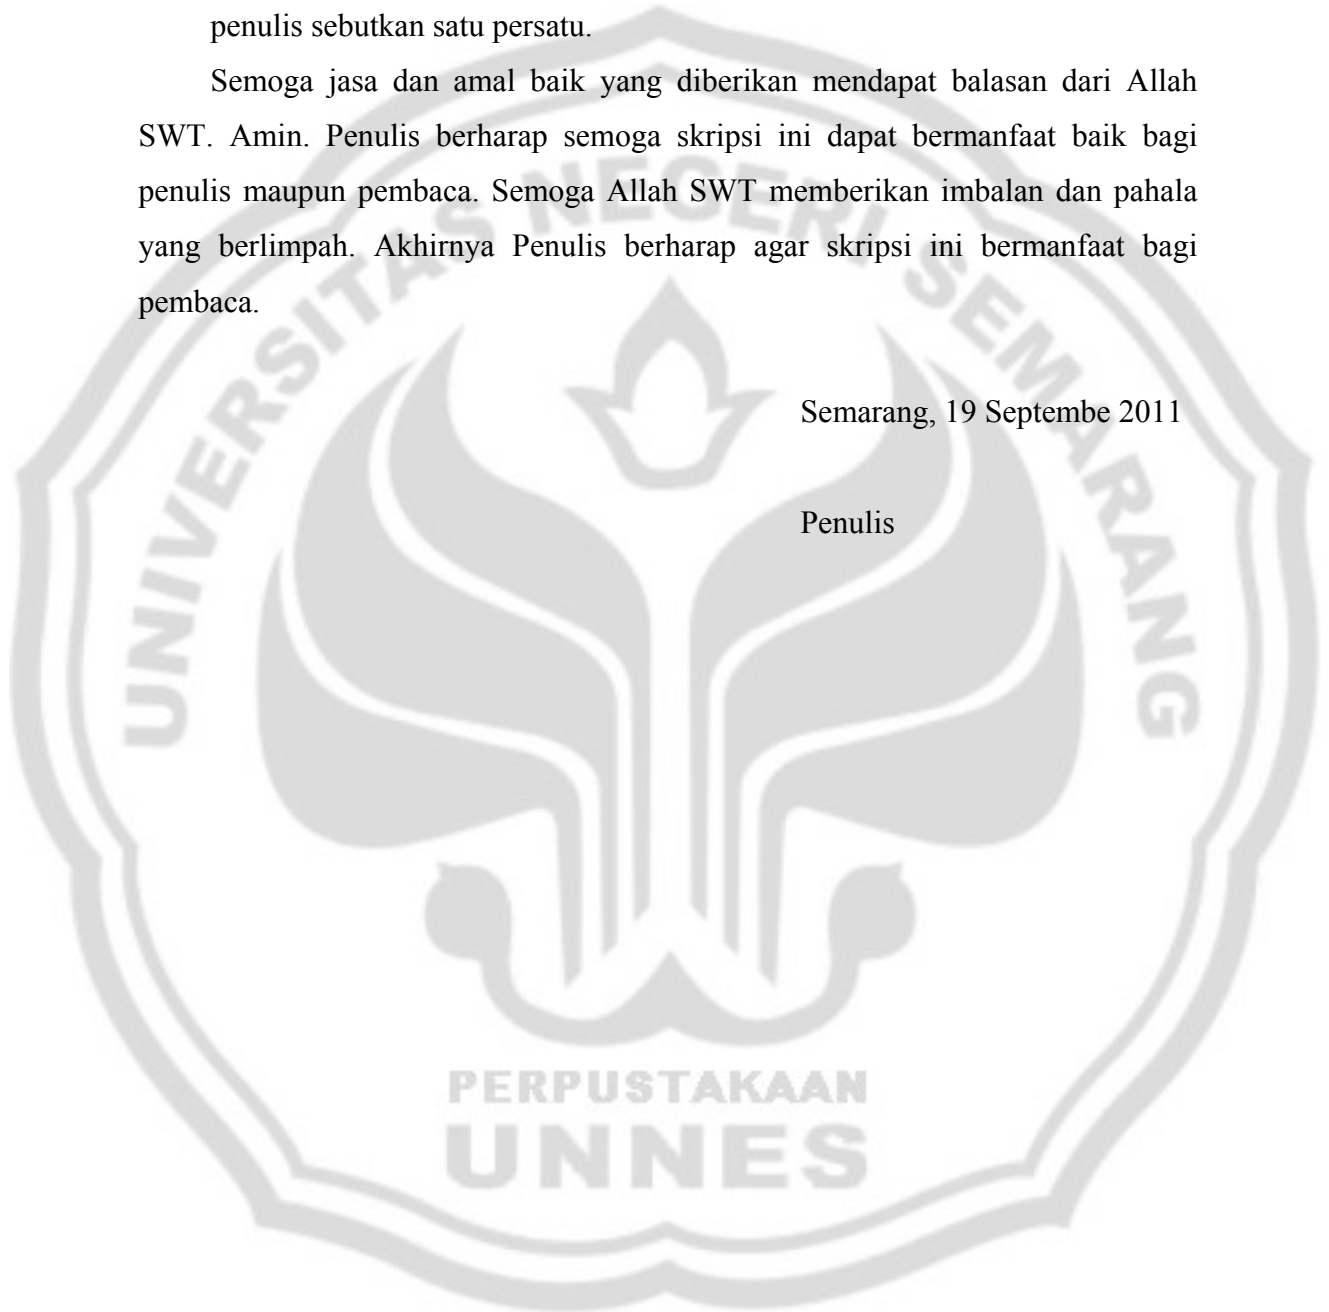 penulis sebutkan satu persatu.
Semoga jasa dan amal baik yang diberikan mendapat balasan dari Allah
SWT. Amin. Penulis berharap semoga skripsi ini dapat bermanfaat baik bagi
penulis maupun pembaca. Semoga Allah SWT memberikan imbalan dan pahala
yang berlimpah. Akhirnya Penulis berharap agar skripsi ini bermanfaat bagi
pembaca.
Semarang, 19 Septembe 2011
Penulis
UNIVERSITAS NEGERI SEMARANG
PERPUSTAKAAN
UNNES